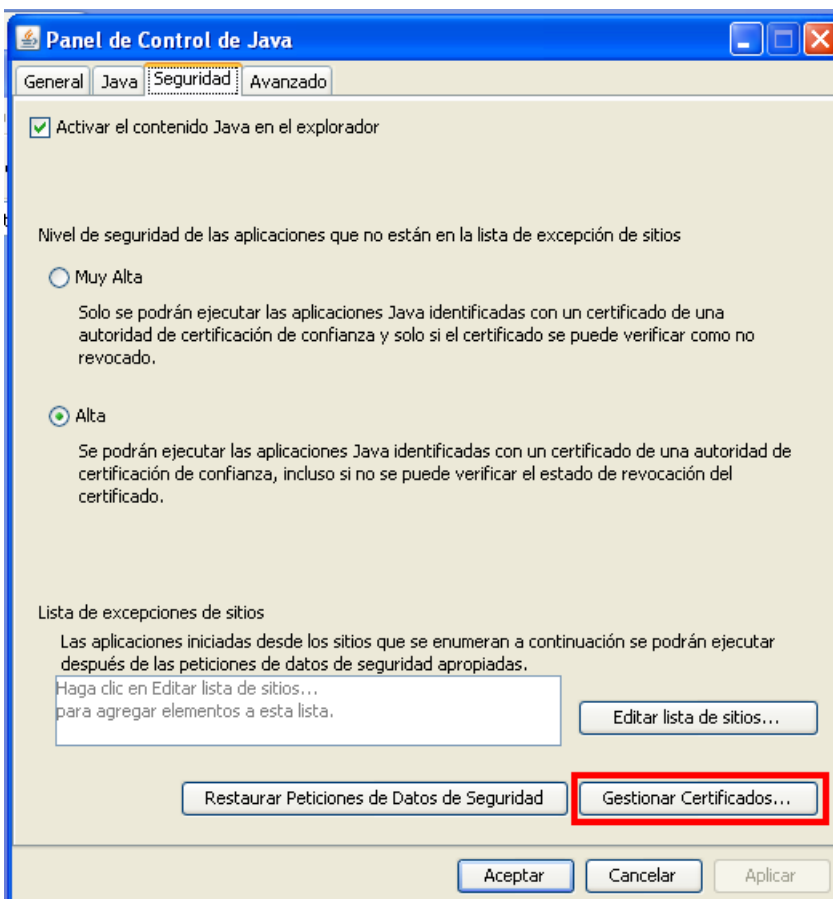 Panel de Control de Java
General Java Seguridad Avanzado
Activar el contenido Java en el explorador
Nivel de seguridad de las aplicaciones que no están en la lista de excepción de sitios
Muy Alta
Solo se podrán ejecutar las aplicaciones Java identificadas con un certificado de una
autoridad de certificación de confianza y solo si el certificado se puede verificar como no
revocado.
Alta
Se podrán ejecutar las aplicaciones Java identificadas con un certificado de una autoridad de
certificación de confianza, incluso si no se puede verificar el estado de revocación del
certificado.
Lista de excepciones de sitios
Las aplicaciones iniciadas desde los sitios que se enumeran a continuación se podrán ejecutar
después de las peticiones de datos de seguridad apropiadas.
Haga clic en Editar lista de sitios...
para agregar elementos a esta lista.
Editar lista de sitios...
Restaurar Peticiones de Datos de Seguridad Gestionar Certificados...
Aceptar Cancelar Aplicar